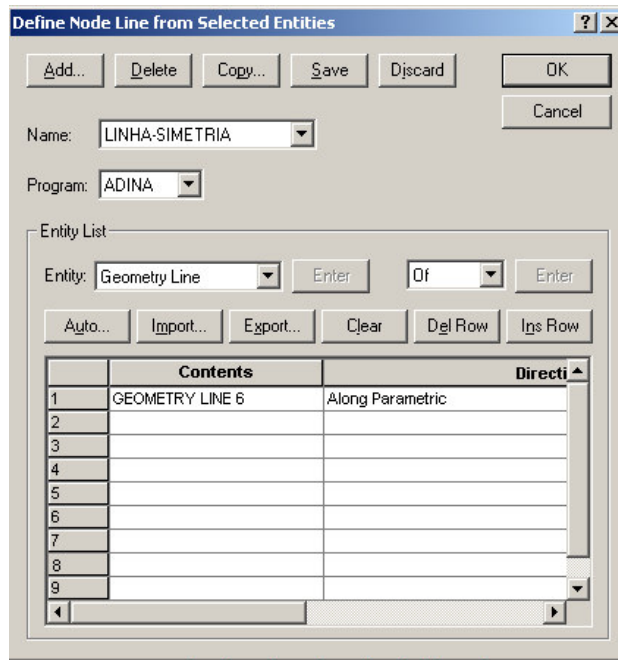 Define Node Line from Selected Entities
Add... Delete Copy... Save Discard OK
Cancel
Name: LINHA-SIMETRIA
Program: ADINA
Entity List
Entity: Geometry Line Enter Of Enter
Auto... Import... Export... Clear Del Row Ins Row
Contents Directi
1 GEOMETRY LINE 6 Along Parametric
2
3
4
5
6
7
8
9